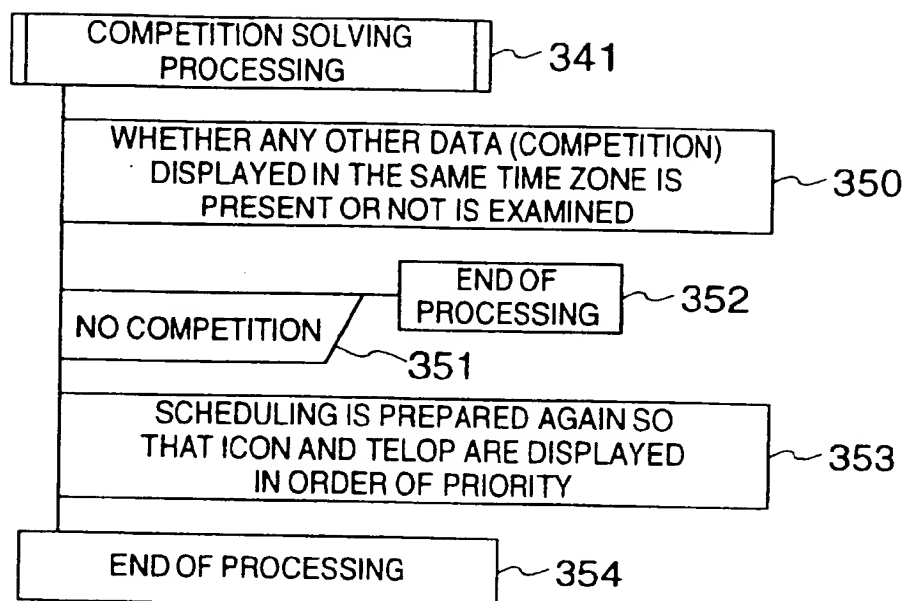 COMPETITION SOLVING
PROCESSING
341
WHETHER ANY OTHER DATA (COMPETITION)
DISPLAYED IN THE SAME TIME ZONE IS
PRESENT OR NOT IS EXAMINED
350
END OF
PROCESSING
352
NO COMPETITION
351
SCHEDULING IS PREPARED AGAIN SO
THAT ICON AND TELOP ARE DISPLAYED
IN ORDER OF PRIORITY
353
END OF PROCESSING
354